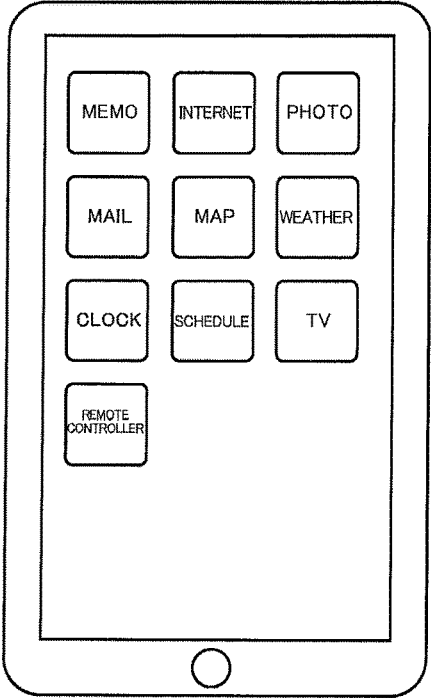 MEMO
INTERNET
PHOTO
MAIL
MAP
WEATHER
CLOCK
SCHEDULE
TV
REMOTE
CONTROLLER